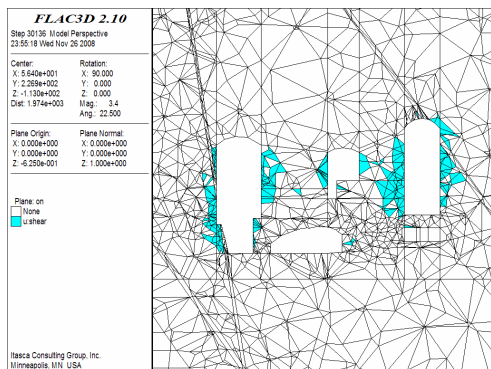 FLAC3D 2.10
Step 30136 Model Perspective
23:55:18 Wed Nov 26 2008
Center: Rotation:
X: 5.640e+001 X: 90.000
Y: 2.269e+002 Y: 0.000
Z: -1.130e+002 Z: 0.000
Dist: 1.974e+003 Mag.: 3.4
Ang.: 22.500
Plane Origin: Plane Normal:
X: 0.000e+000 X: 0.000e+000
Y: 0.000e+000 Y: 0.000e+000
Z: -6.250e-001 Z: 1.000e+000
Plane: on
None
u:shear
Itasca Consulting Group, Inc.
Minneapolis, MN USA